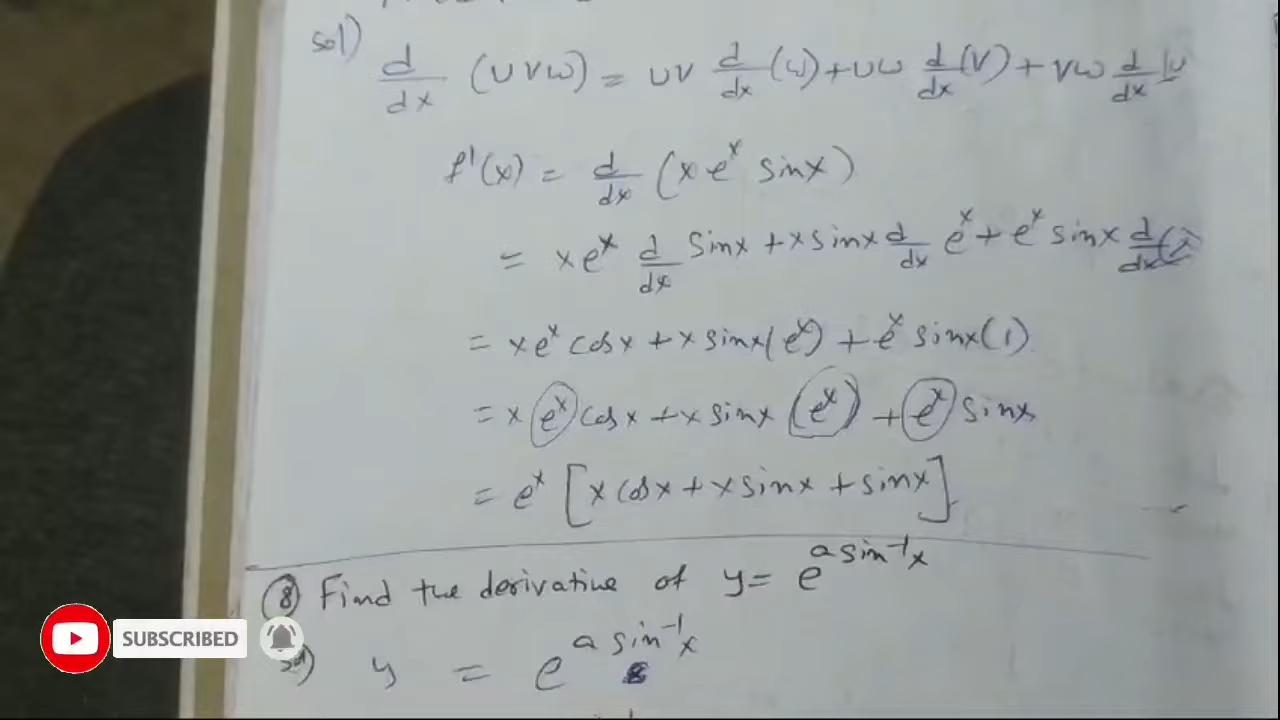 sol)
d/dx (UVW) = UV d/dx (W) + UW d/dx (V) + VW d/dx (U
f'(x) = d/dx (x e^x sinx)
= x e^x d/dx sinx + x sinx d/dx e^x + e^x sinx d/dx (x)
= x e^x cosx + x sinx (e^x) + e^x sinx (1)
= x e^x cosx + x sinx (e^x) + e^x sinx
= e^x [x cosx + x sinx + sinx]
⑧ Find the derivative of y = e^(a sin^-1 x)
SUBSCRIBED
sol) y = e^(a sin^-1 x)